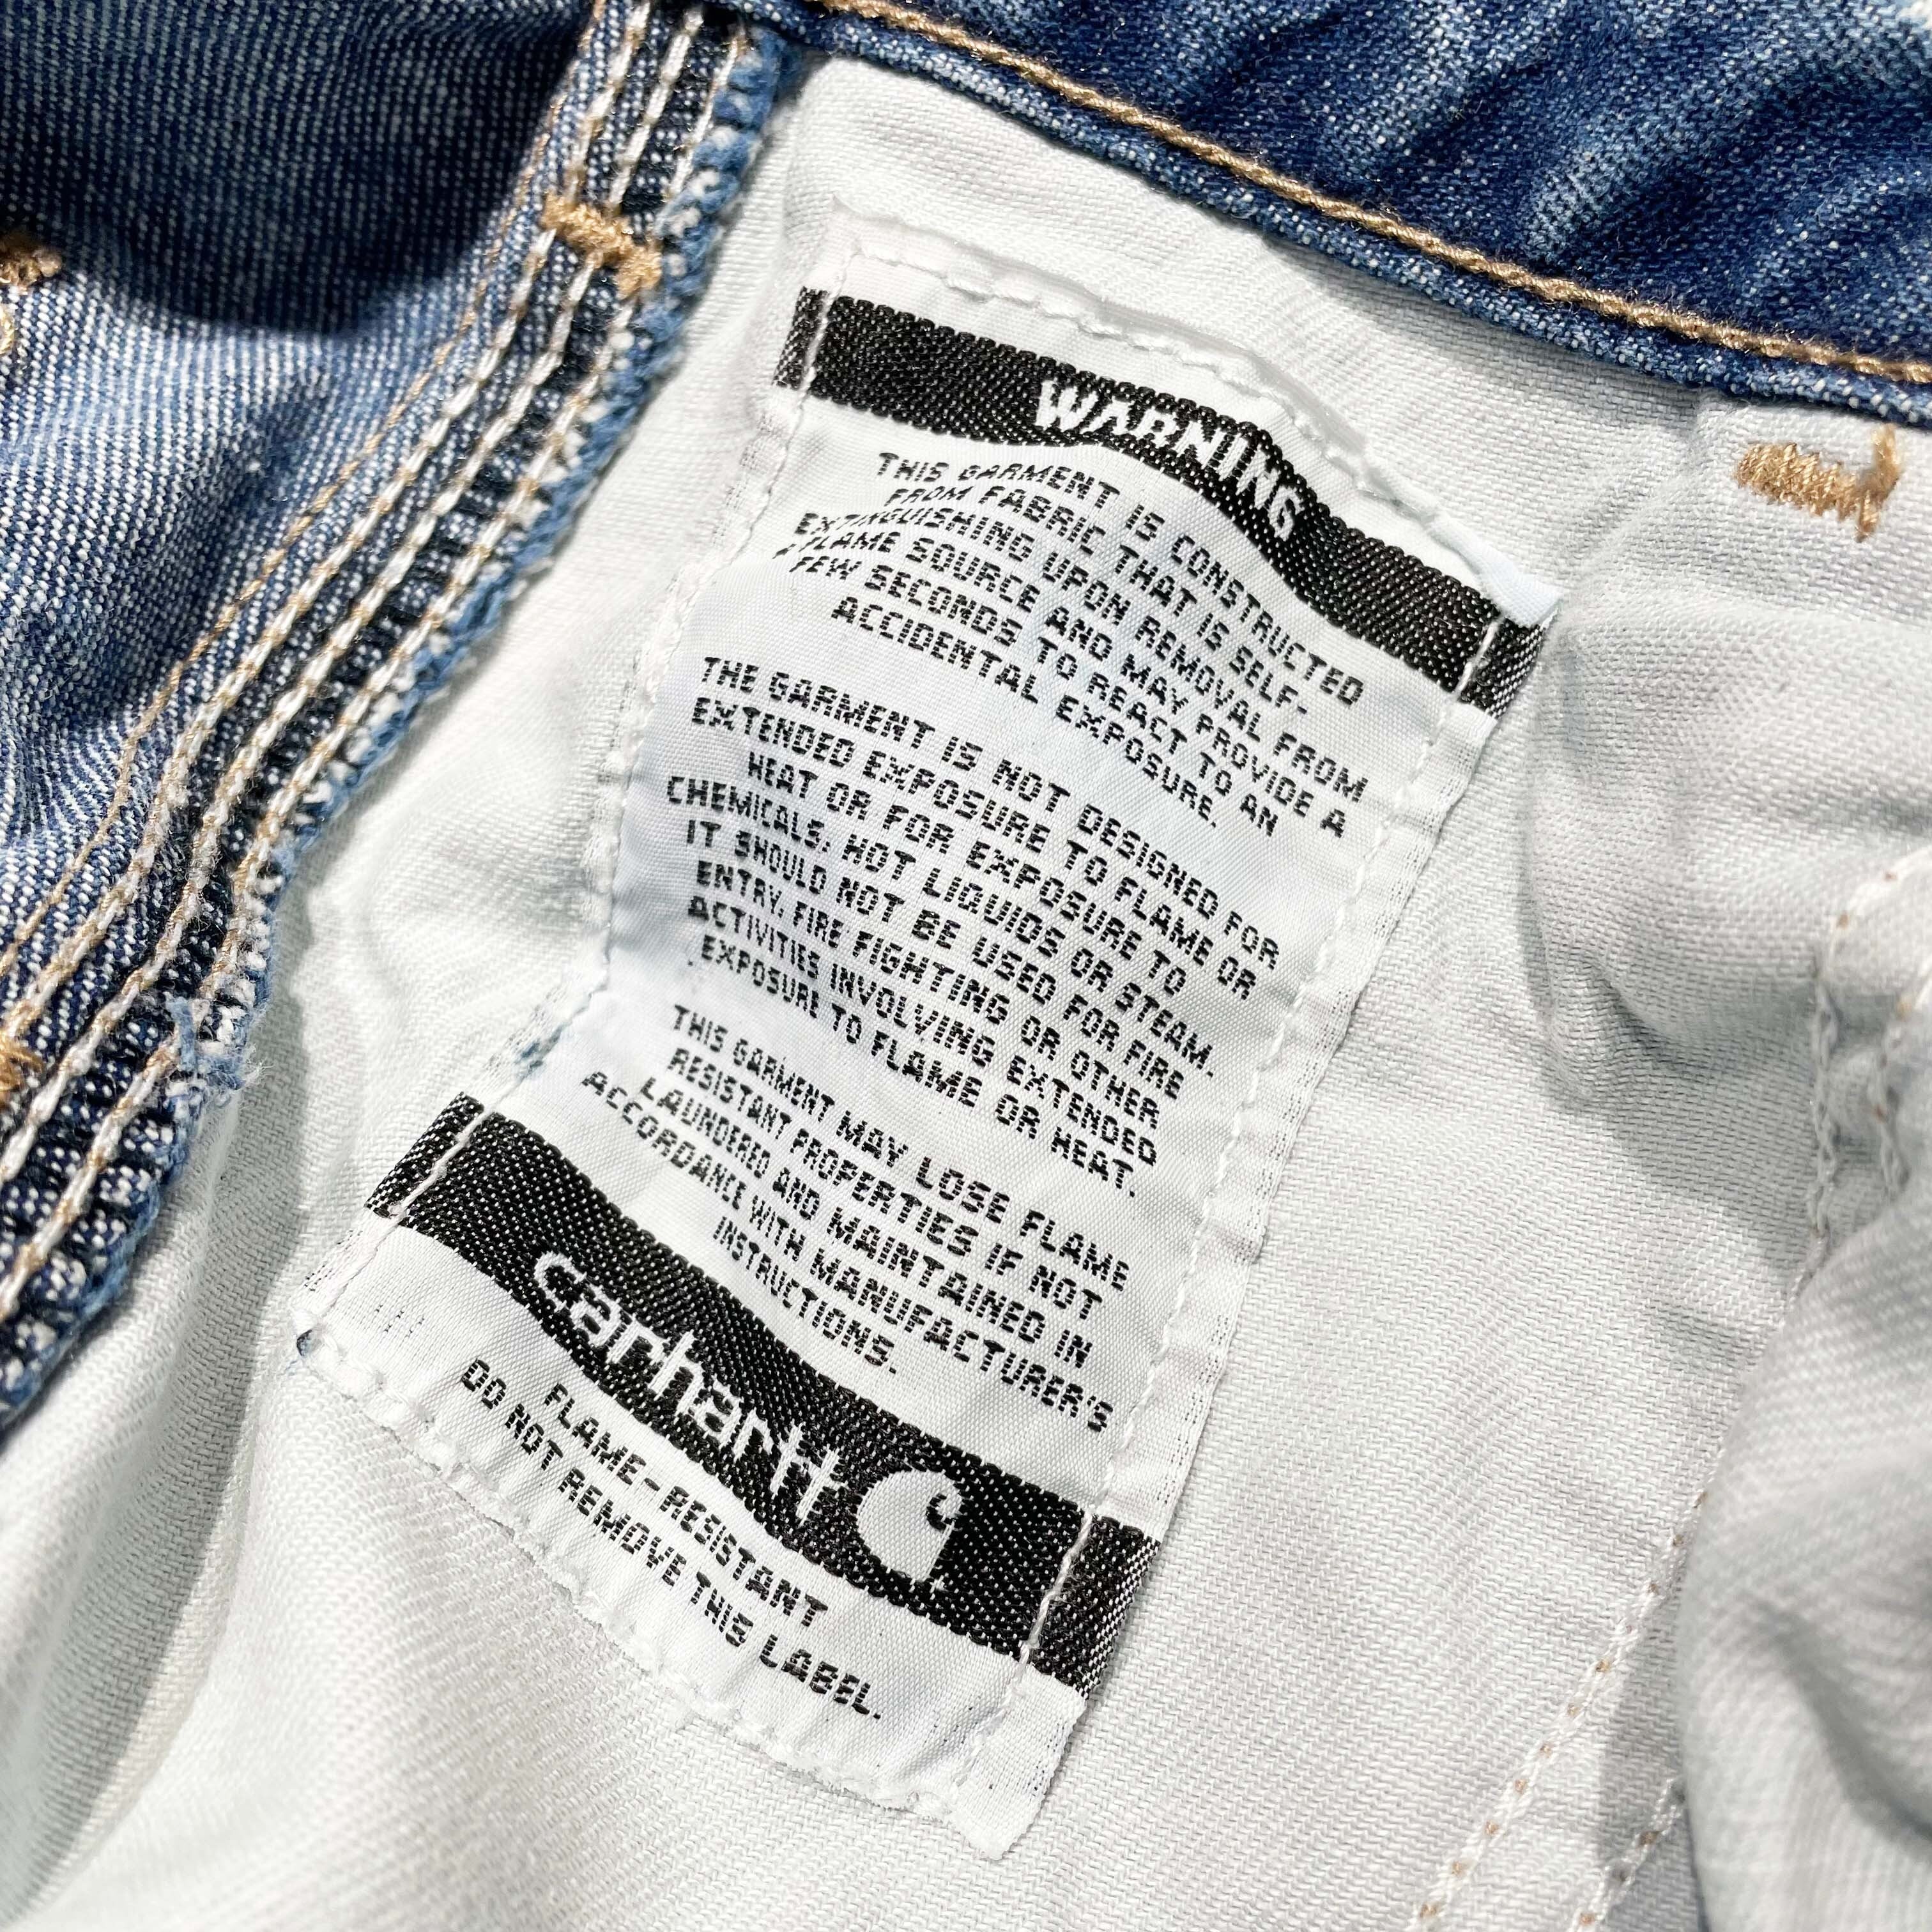 WARNING
THIS GARMENT IS CONSTRUCTED
FROM FABRIC THAT IS SELF-
EXTINGUISHING UPON REMOVAL FROM
A FLAME SOURCE AND MAY PROVIDE A
FEW SECONDS TO REACT TO AN
ACCIDENTAL EXPOSURE.
THE GARMENT IS NOT DESIGNED FOR
EXTENDED EXPOSURE TO FLAME OR
HEAT OR FOR EXPOSURE TO
CHEMICALS, HOT LIQUIDS OR STEAM.
IT SHOULD NOT BE USED FOR FIRE
ENTRY, FIRE FIGHTING OR OTHER
ACTIVITIES INVOLVING EXTENDED
EXPOSURE TO FLAME OR HEAT.
THIS GARMENT MAY LOSE FLAME
RESISTANT PROPERTIES IF NOT
LAUNDERED AND MAINTAINED IN
ACCORDANCE WITH MANUFACTURER'S
INSTRUCTIONS.
carhartt
FLAME-RESISTANT
DO NOT REMOVE THIS LABEL.